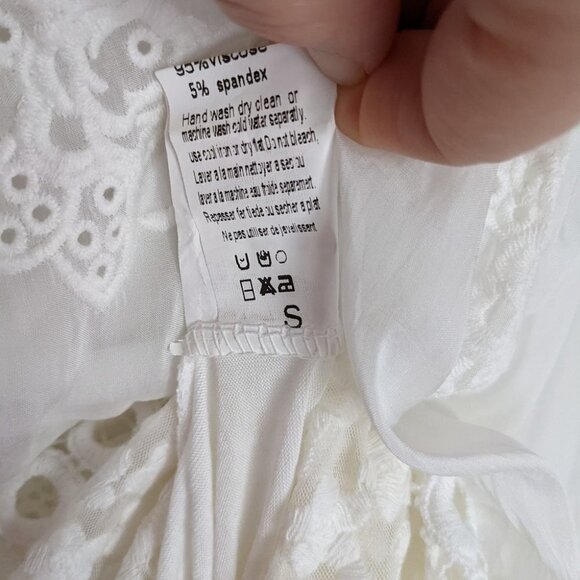 95%viscose
5% spandex
Hand wash dry clean or
machine wash cold water separatly.
use cool iron or dry flat Do not bleach,
Laver a la main nettoyer a sec ou
laver a la machine eau froide separement.
Repasser fer tiede ou secher a plat
Ne pas utiliser de javellisent
S